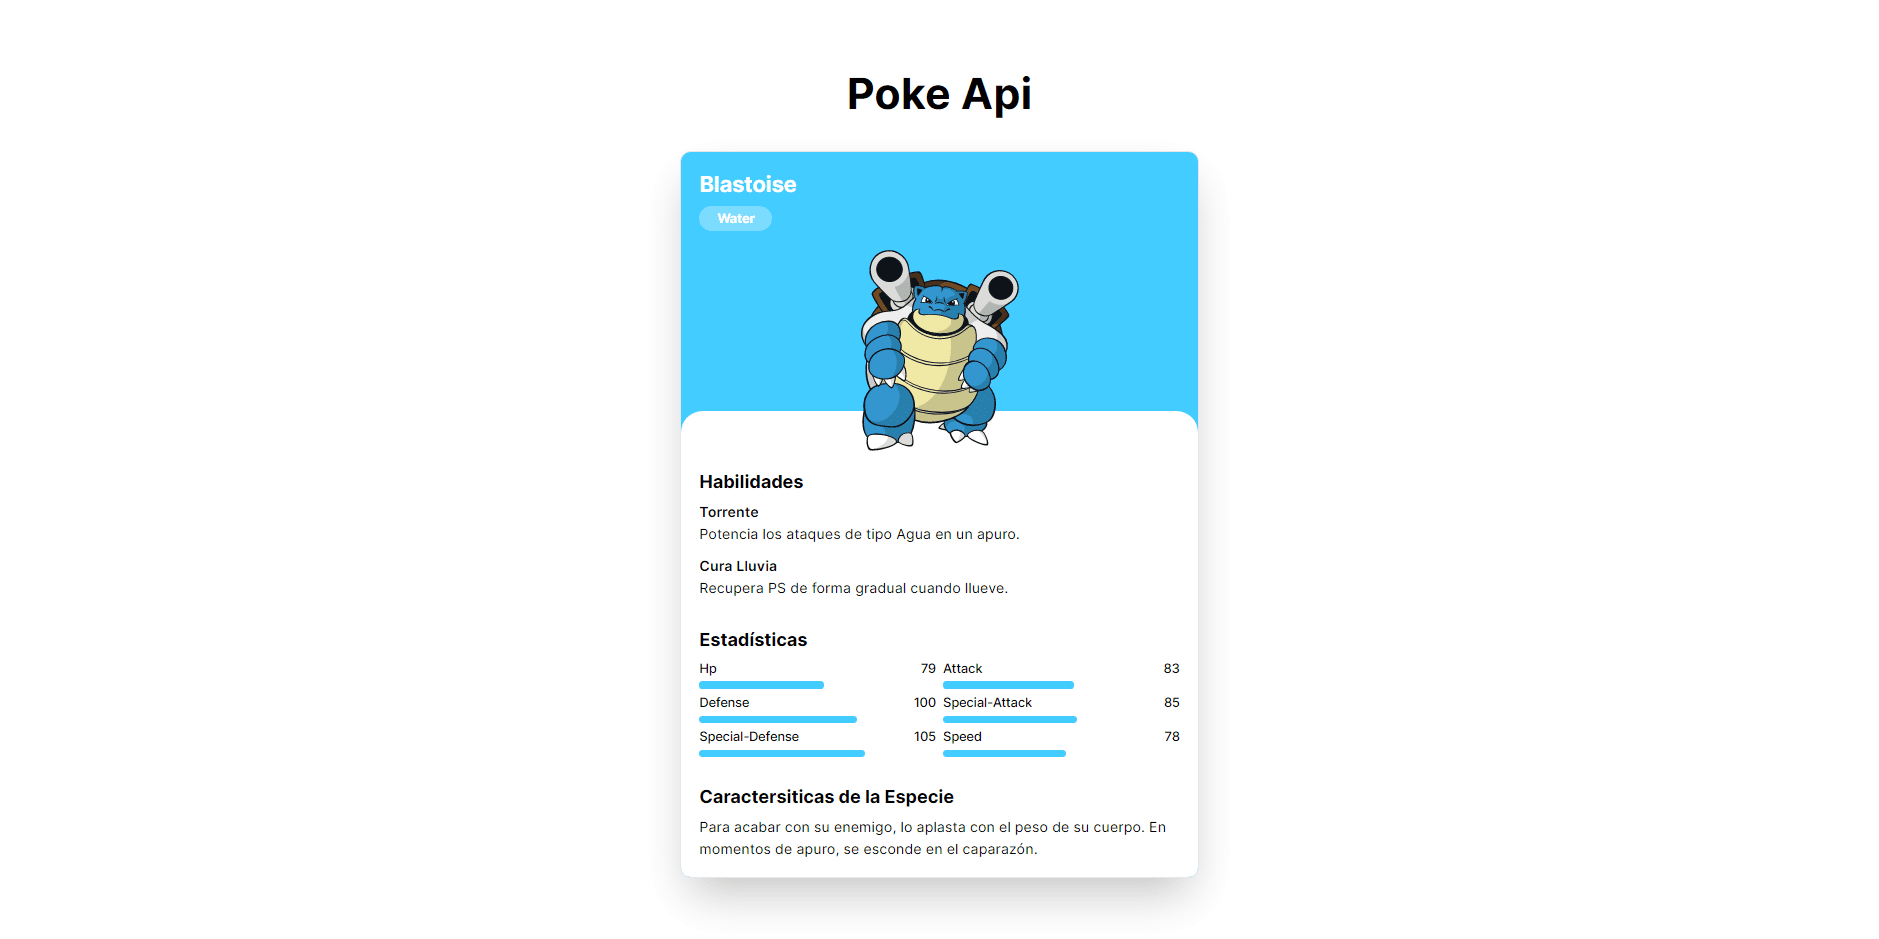 Poke Api
Blastoise
Water
Habilidades
Torrente
Potencia los ataques de tipo Agua en un apuro.
Cura Lluvia
Recupera PS de forma gradual cuando llueve.
Estadísticas
Hp 79 Attack 83
Defense 100 Special-Attack 85
Special-Defense 105 Speed 78
Caractersiticas de la Especie
Para acabar con su enemigo, lo aplasta con el peso de su cuerpo. En
momentos de apuro, se esconde en el caparazón.